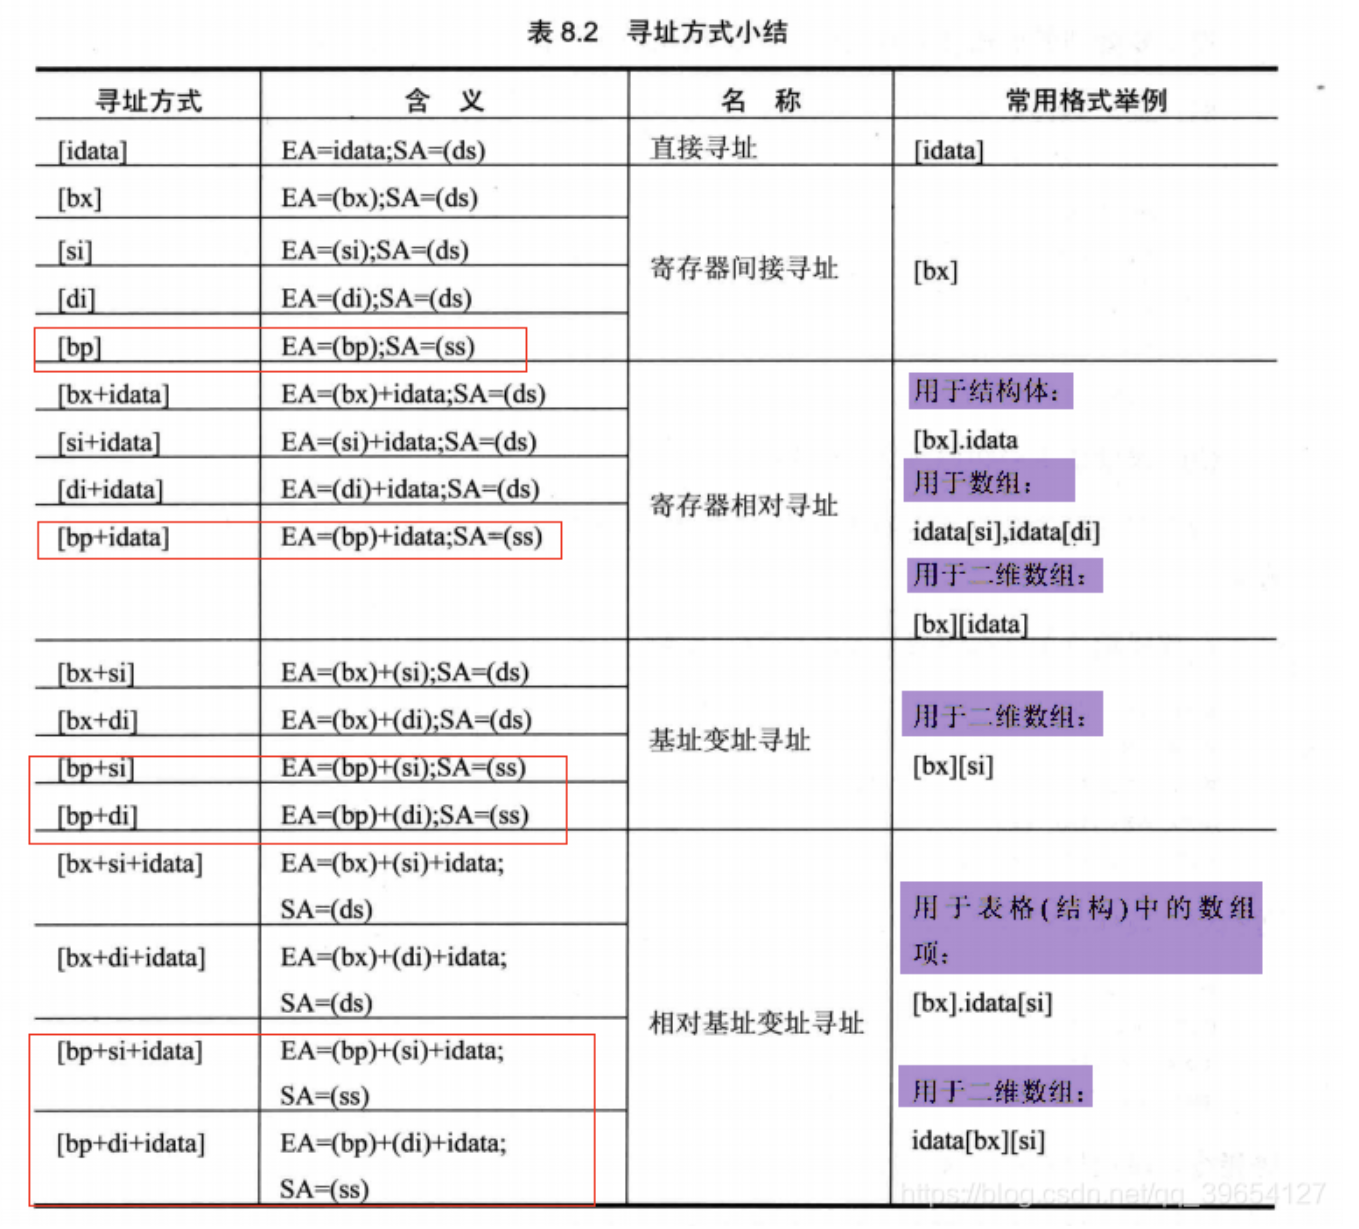 表 8.2 寻址方式小结
寻址方式 含 义 名 称 常用格式举例
[idata] EA=idata;SA=(ds) 直接寻址 [idata]
[bx] EA=(bx);SA=(ds)
[si] EA=(si);SA=(ds)
寄存器间接寻址 [bx]
[di] EA=(di);SA=(ds)
[bp] EA=(bp);SA=(ss)
[bx+idata] EA=(bx)+idata;SA=(ds) 用于结构体:
[si+idata] EA=(si)+idata;SA=(ds) [bx].idata
[di+idata] EA=(di)+idata;SA=(ds) 用于数组:
寄存器相对寻址
[bp+idata] EA=(bp)+idata;SA=(ss) idata[si],idata[di]
用于二维数组:
[bx][idata]
[bx+si] EA=(bx)+(si);SA=(ds)
[bx+di] EA=(bx)+(di);SA=(ds) 用于二维数组:
基址变址寻址
[bp+si] EA=(bp)+(si);SA=(ss) [bx][si]
[bp+di] EA=(bp)+(di);SA=(ss)
[bx+si+idata] EA=(bx)+(si)+idata;
SA=(ds) 用于表格(结构)中的数组
[bx+di+idata] EA=(bx)+(di)+idata; 项:
SA=(ds) [bx].idata[si]
相对基址变址寻址
[bp+si+idata] EA=(bp)+(si)+idata;
SA=(ss) 用于二维数组:
[bp+di+idata] EA=(bp)+(di)+idata; idata[bx][si]
SA=(ss)
https://blog.csdn.net/qq_39654127